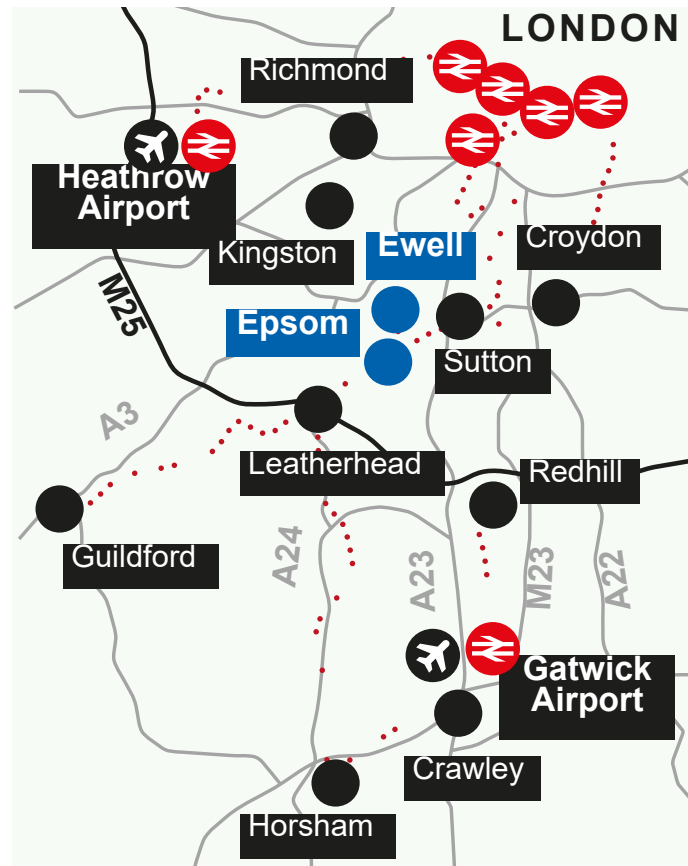 LONDON
Richmond
Heathrow
Airport
Kingston
Ewell
Croydon
M25
Epsom
Sutton
A3
Leatherhead
Redhill
Guildford
A24
A23
M23
A22
Gatwick
Airport
Crawley
Horsham